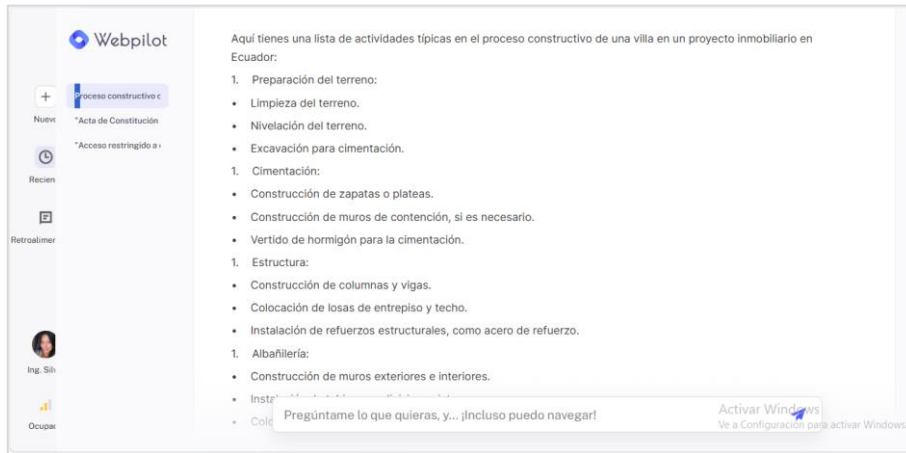 Webpilot
Nuevo
Recien
Retroalimer
Ing. Silv
Ocupac
Proceso constructivo c
"Acta de Constitución
"Acceso restringido a
Aquí tienes una lista de actividades típicas en el proceso constructivo de una villa en un proyecto inmobiliario en
Ecuador:
1. Preparación del terreno:
• Limpieza del terreno.
• Nivelación del terreno.
• Excavación para cimentación.
1. Cimentación:
• Construcción de zapatas o plateas.
• Construcción de muros de contención, si es necesario.
• Vertido de hormigón para la cimentación.
1. Estructura:
• Construcción de columnas y vigas.
• Colocación de losas de entrepiso y techo.
• Instalación de refuerzos estructurales, como acero de refuerzo.
1. Albañilería:
• Construcción de muros exteriores e interiores.
Pregúntame lo que quieras, y... ¡Incluso puedo navegar!
Activar Windows
Ve a Configuración para activar Windows